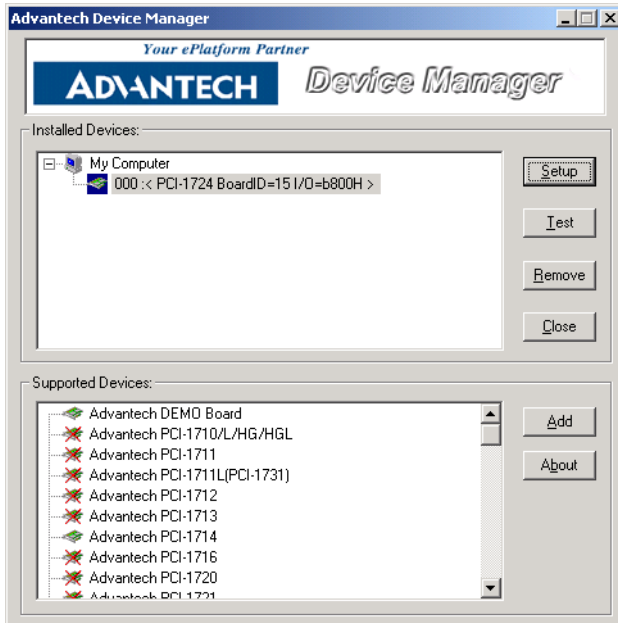 Advantech Device Manager
Your ePlatform Partner
ADVANTECH Device Manager
Installed Devices:
My Computer
000 :< PCI-1724 BoardID=15 I/O=b800H >
Setup
Test
Remove
Close
Supported Devices:
Advantech DEMO Board
Advantech PCI-1710/L/HG/HGL
Advantech PCI-1711
Advantech PCI-1711L(PCI-1731)
Advantech PCI-1712
Advantech PCI-1713
Advantech PCI-1714
Advantech PCI-1716
Advantech PCI-1720
Advantech PCI-1721
Add
About